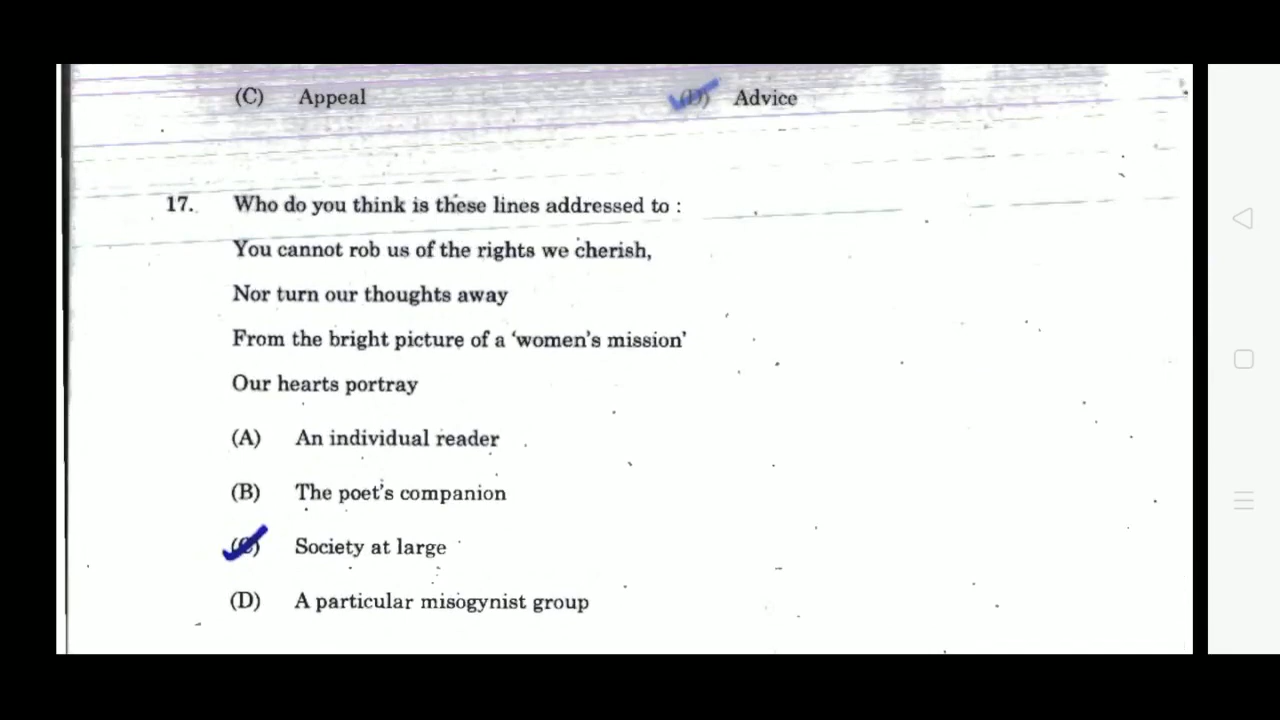 (C) Appeal (D) Advice
17. Who do you think is these lines addressed to :
You cannot rob us of the rights we cherish,
Nor turn our thoughts away
From the bright picture of a ‘women’s mission’
Our hearts portray
(A) An individual reader
(B) The poet’s companion
(C) Society at large
(D) A particular misogynist group